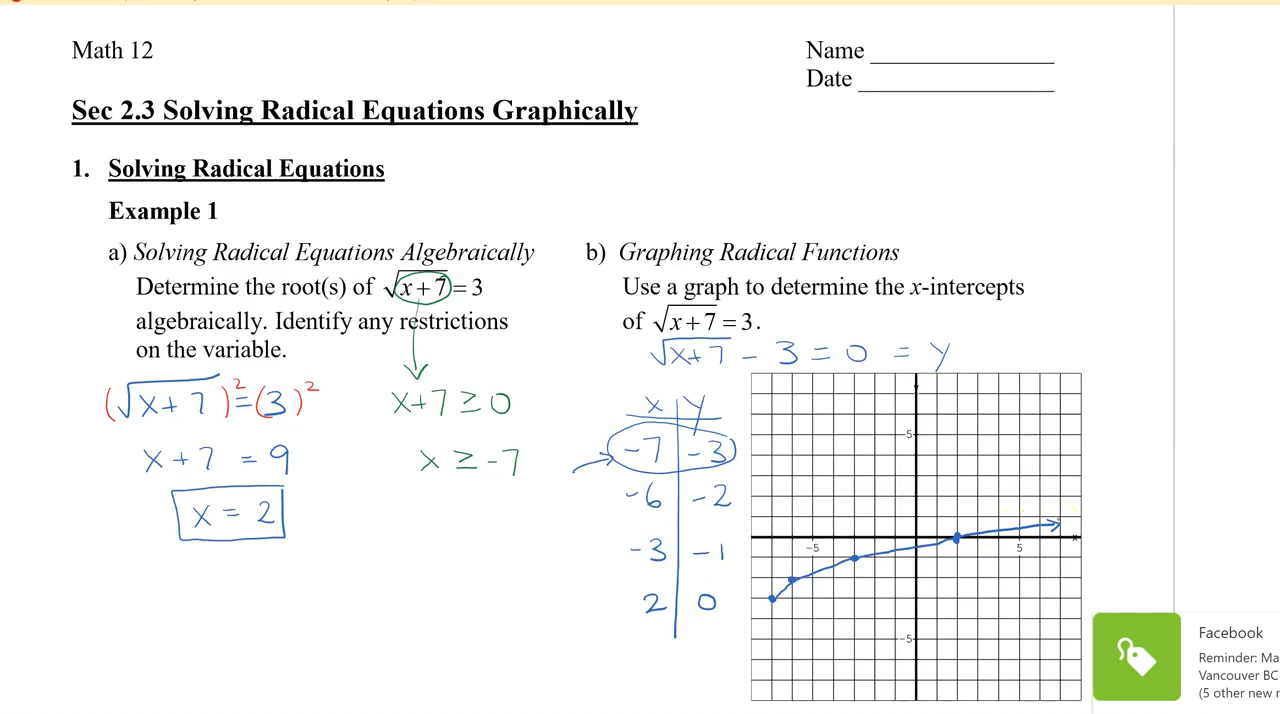 Math 12
Name
Date
Sec 2.3 Solving Radical Equations Graphically
1. Solving Radical Equations
Example 1
a) Solving Radical Equations Algebraically
Determine the root(s) of √(x + 7) = 3
algebraically. Identify any restrictions
on the variable.
(√(x + 7))² = (3)²
x + 7 = 9
x = 2
x + 7 ≥ 0
x ≥ -7
b) Graphing Radical Functions
Use a graph to determine the x-intercepts
of √(x + 7) = 3.
√(x + 7) - 3 = 0 = y
x y
-7 -3
-6 -2
-3 -1
2 0
5
-5
5
x
-5
Facebook
Reminder: Ma
Vancouver BC
(5 other new